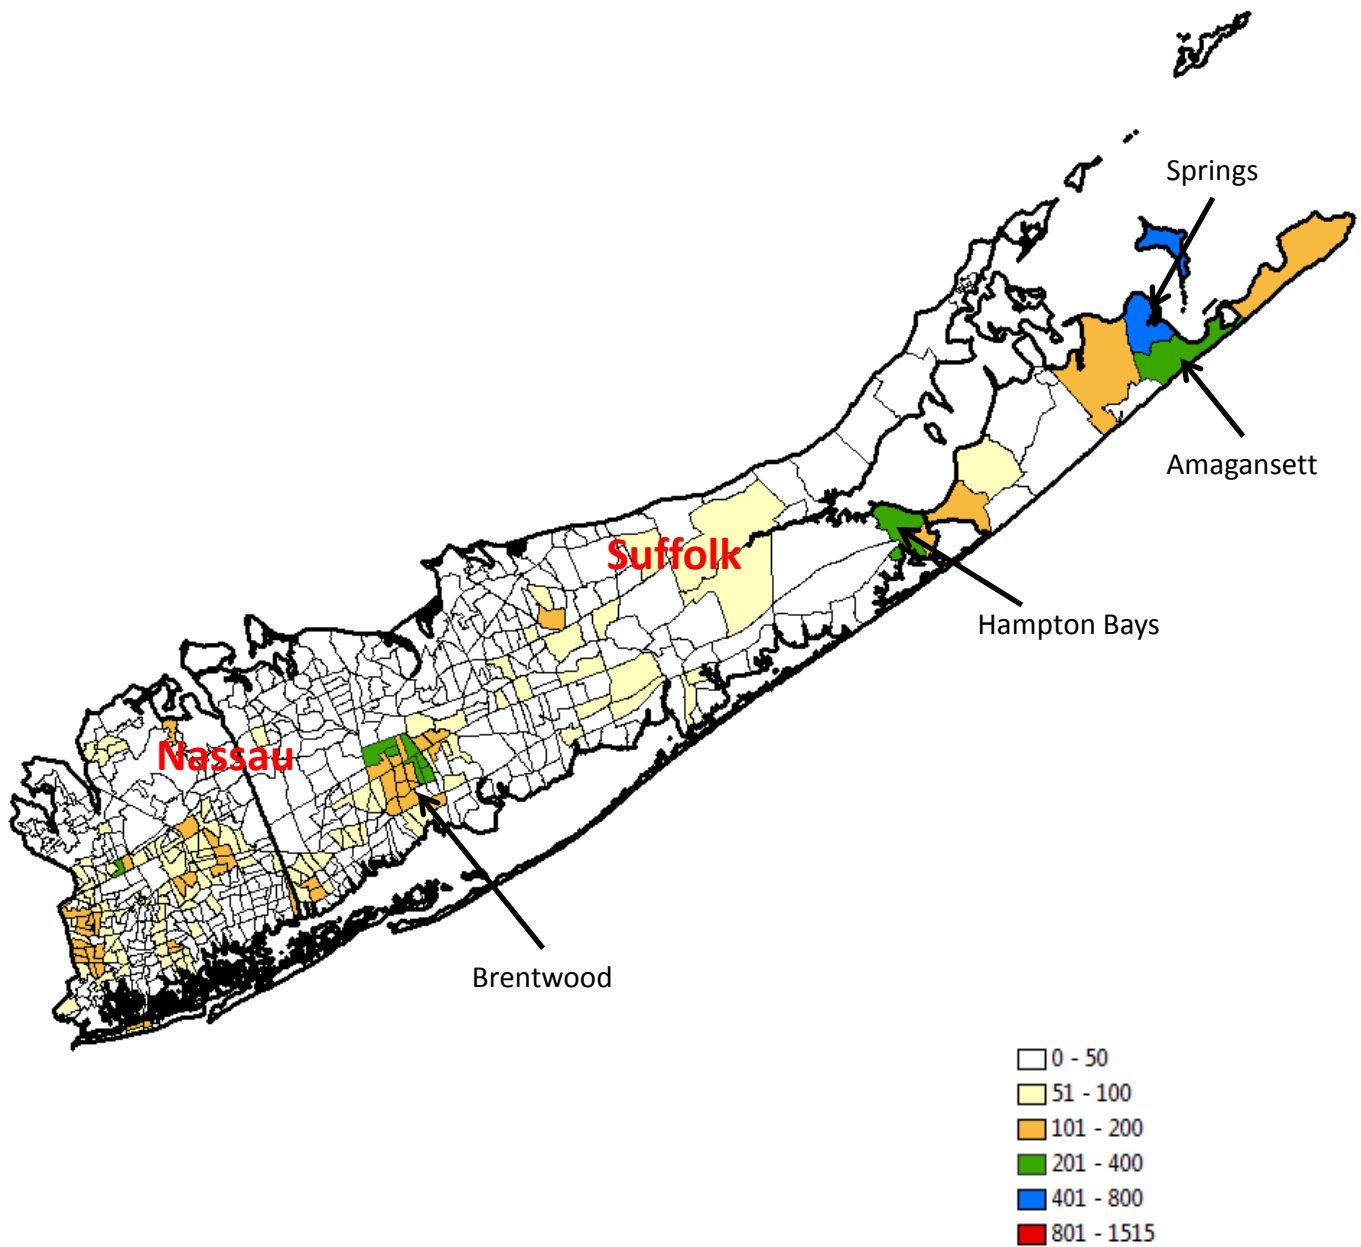 Springs
Amagansett
Suffolk
Hampton Bays
Nassau
Brentwood
0 - 50
51 - 100
101 - 200
201 - 400
401 - 800
801 - 1515